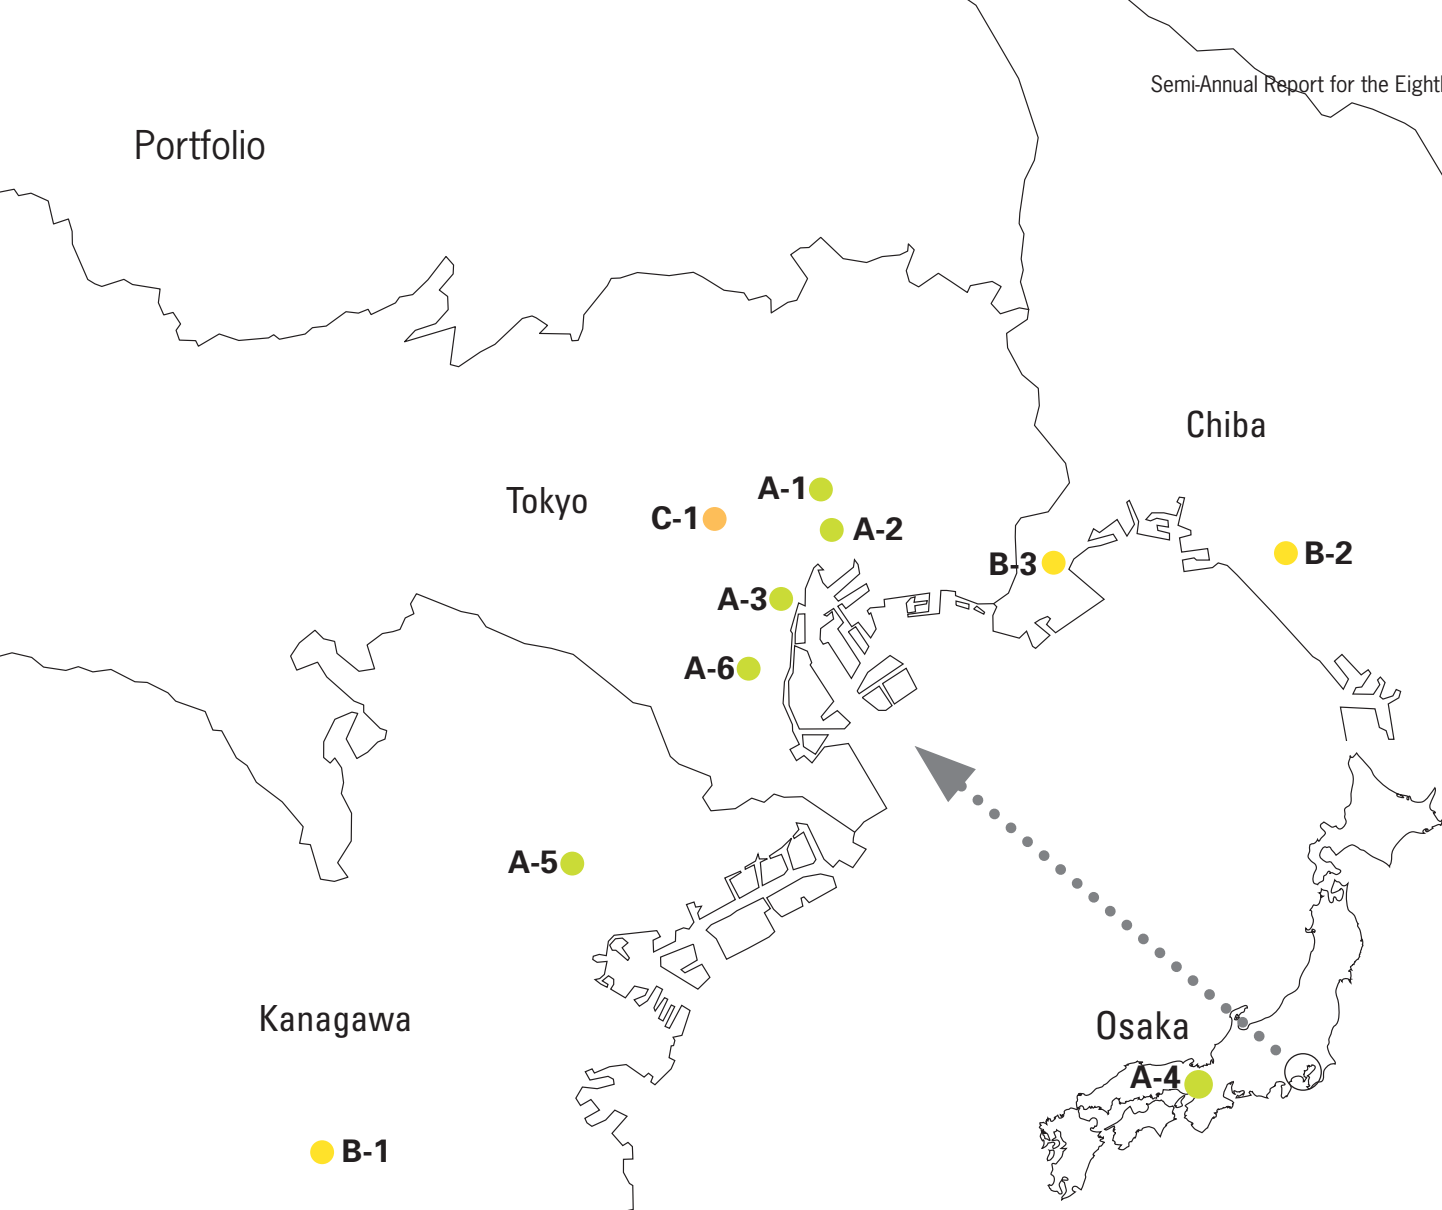 Semi-Annual Report for the
Portfolio
Chiba
Tokyo
A-1
C-1
A-2
B-3
B-2
A-3
A-6
A-5
Kanagawa
Osaka
A-4
B-1